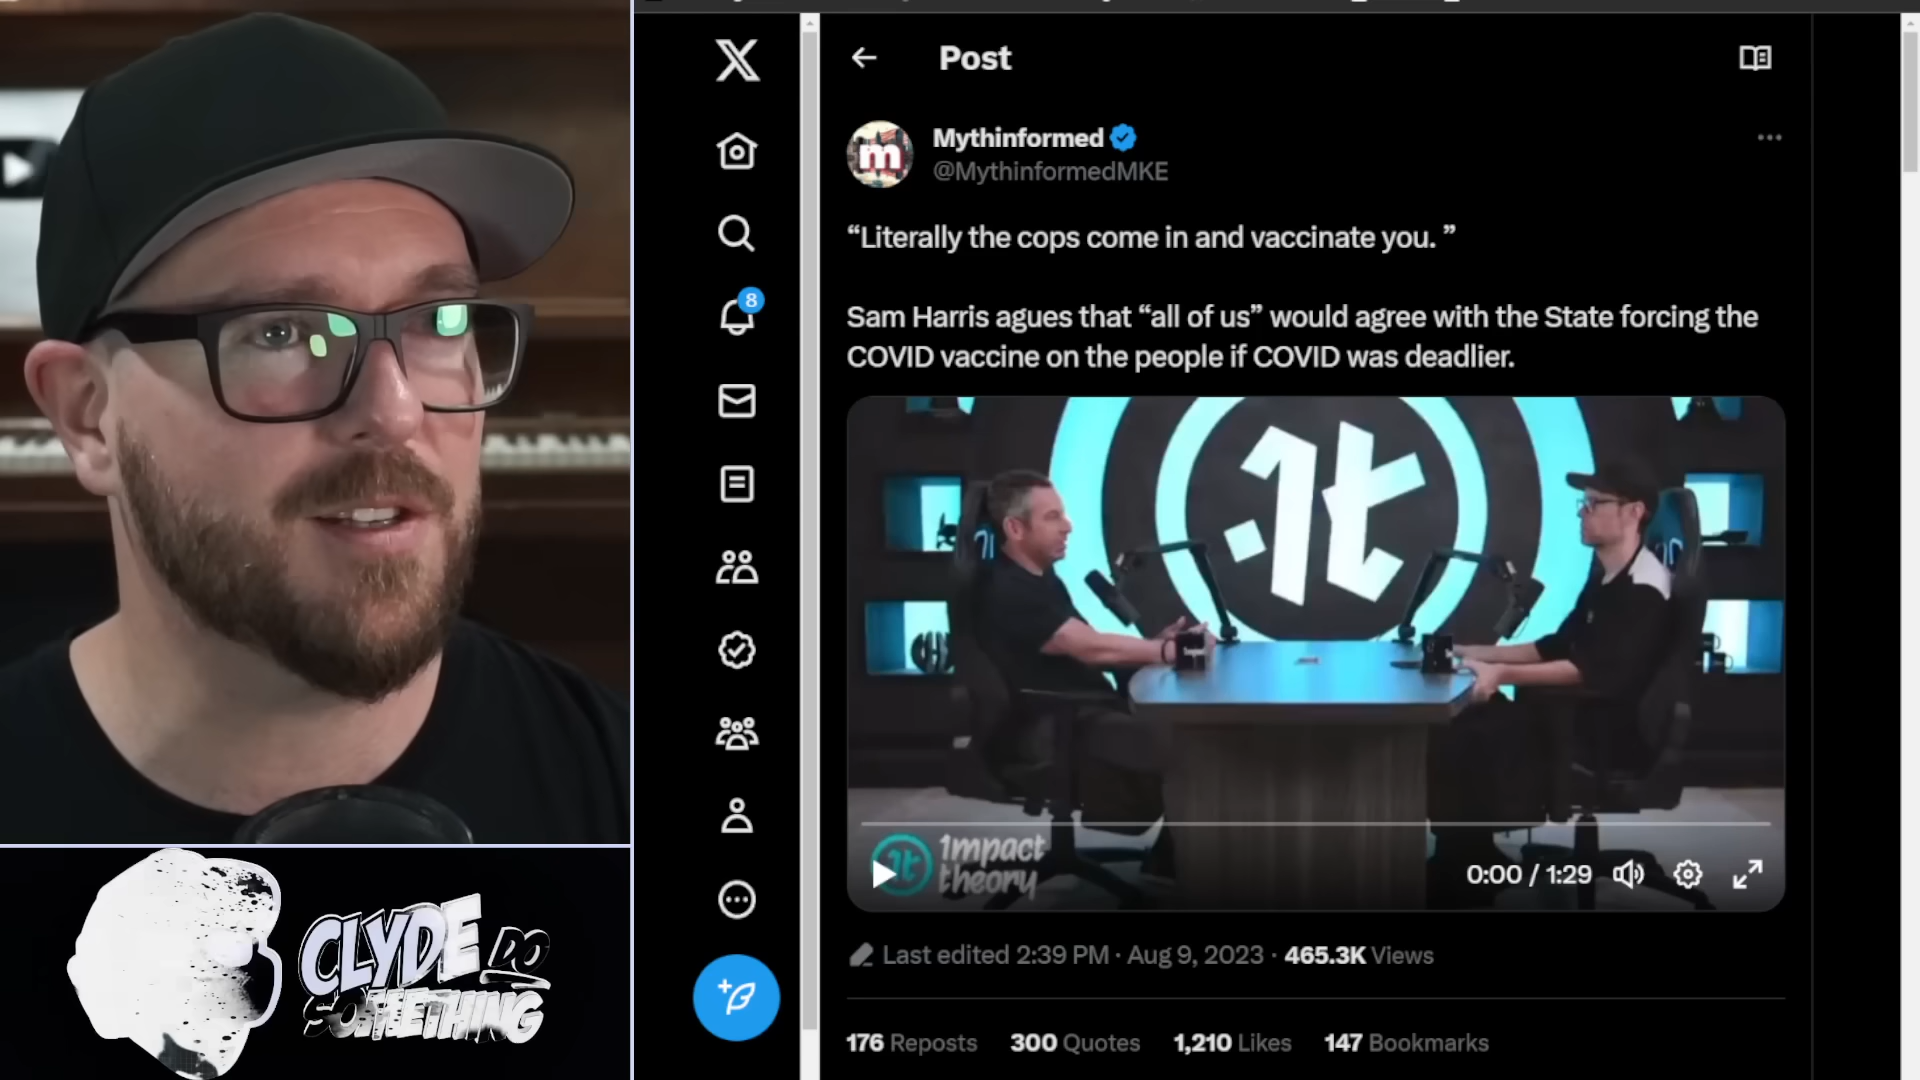 Post
Mythinformed
@MythinformedMKE
“Literally the cops come in and vaccinate you. ”
Sam Harris agues that “all of us” would agree with the State forcing the
COVID vaccine on the people if COVID was deadlier.
8
m
1t
1mpact
theory
0:00 / 1:29
Last edited 2:39 PM · Aug 9, 2023 · 465.3K Views
176 Reposts 300 Quotes 1,210 Likes 147 Bookmarks
CLYDE DO
SOMETHING